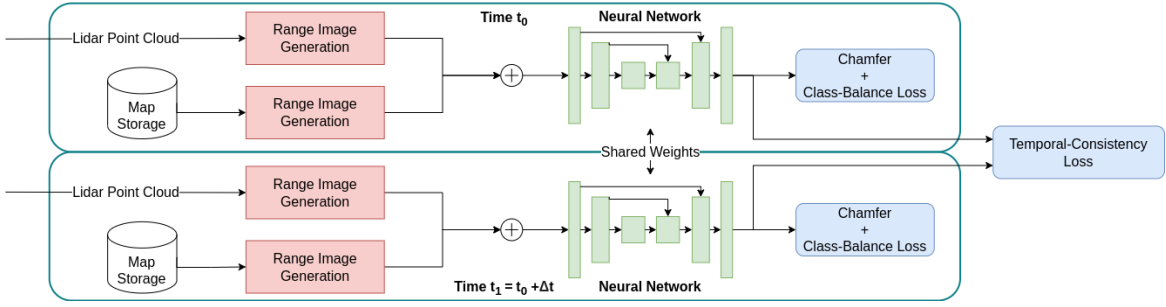 Time t0
Neural Network
Lidar Point Cloud
Range Image
Generation
Map
Storage
Range Image
Generation
Chamfer
+
Class-Balance Loss
Shared Weights
Temporal-Consistency
Loss
Lidar Point Cloud
Range Image
Generation
Map
Storage
Range Image
Generation
Chamfer
+
Class-Balance Loss
Time t1 = t0 +Δt
Neural Network